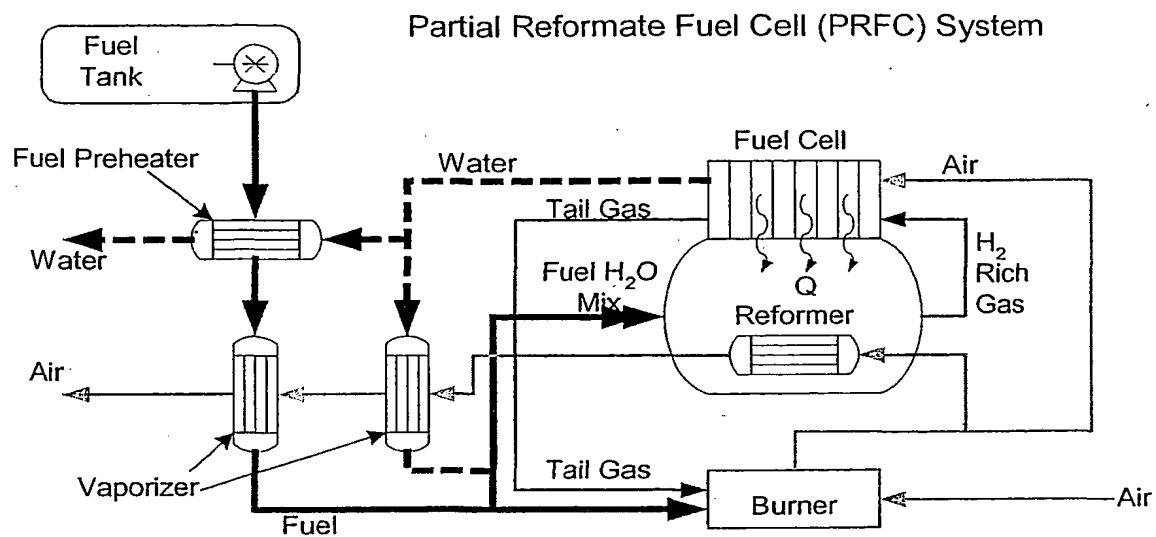 Partial Reformate Fuel Cell (PRFC) System
Fuel
Tank
Fuel Preheater
Water
Fuel Cell
Air
Tail Gas
Water
Fuel H₂O
Mix
Q
H₂
Rich
Gas
Reformer
Air
Vaporizer
Tail Gas
Burner
Air
Fuel